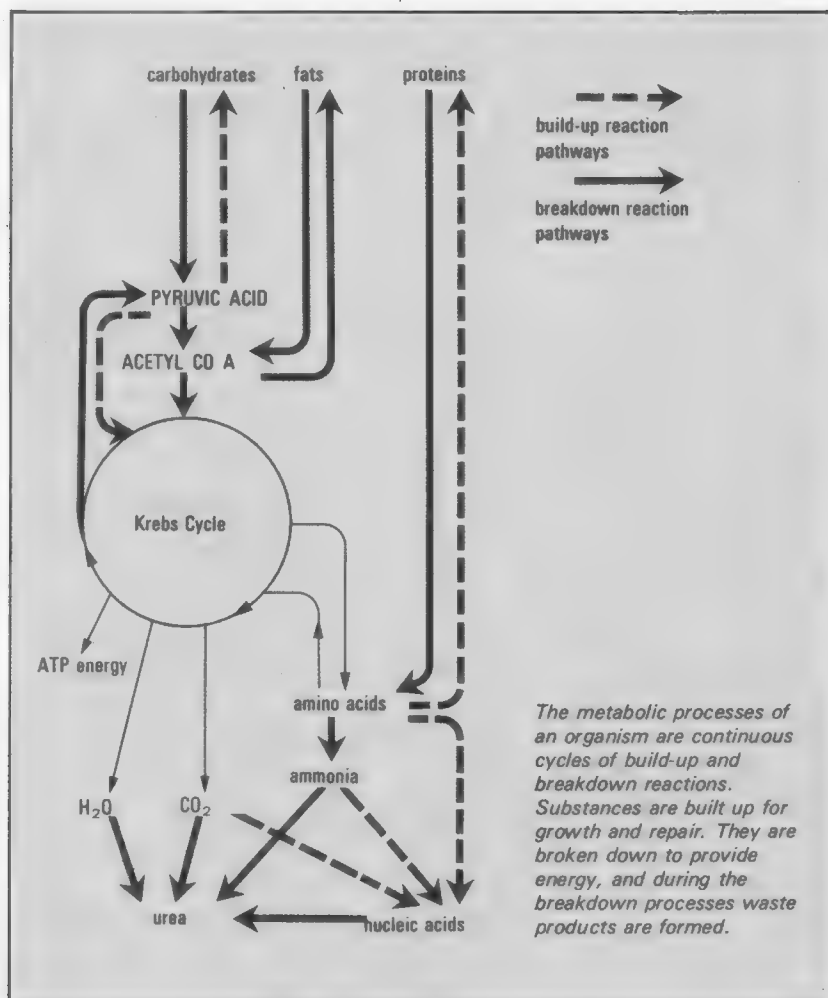 carbohydrates fats proteins
build-up reaction
pathways
breakdown reaction
pathways
PYRUVIC ACID
ACETYL CO A
Krebs Cycle
ATP energy
amino acids
ammonia
H₂O CO₂
urea nucleic acids
The metabolic processes of
an organism are continuous
cycles of build-up and
breakdown reactions.
Substances are built up for
growth and repair. They are
broken down to provide
energy, and during the
breakdown processes waste
products are formed.